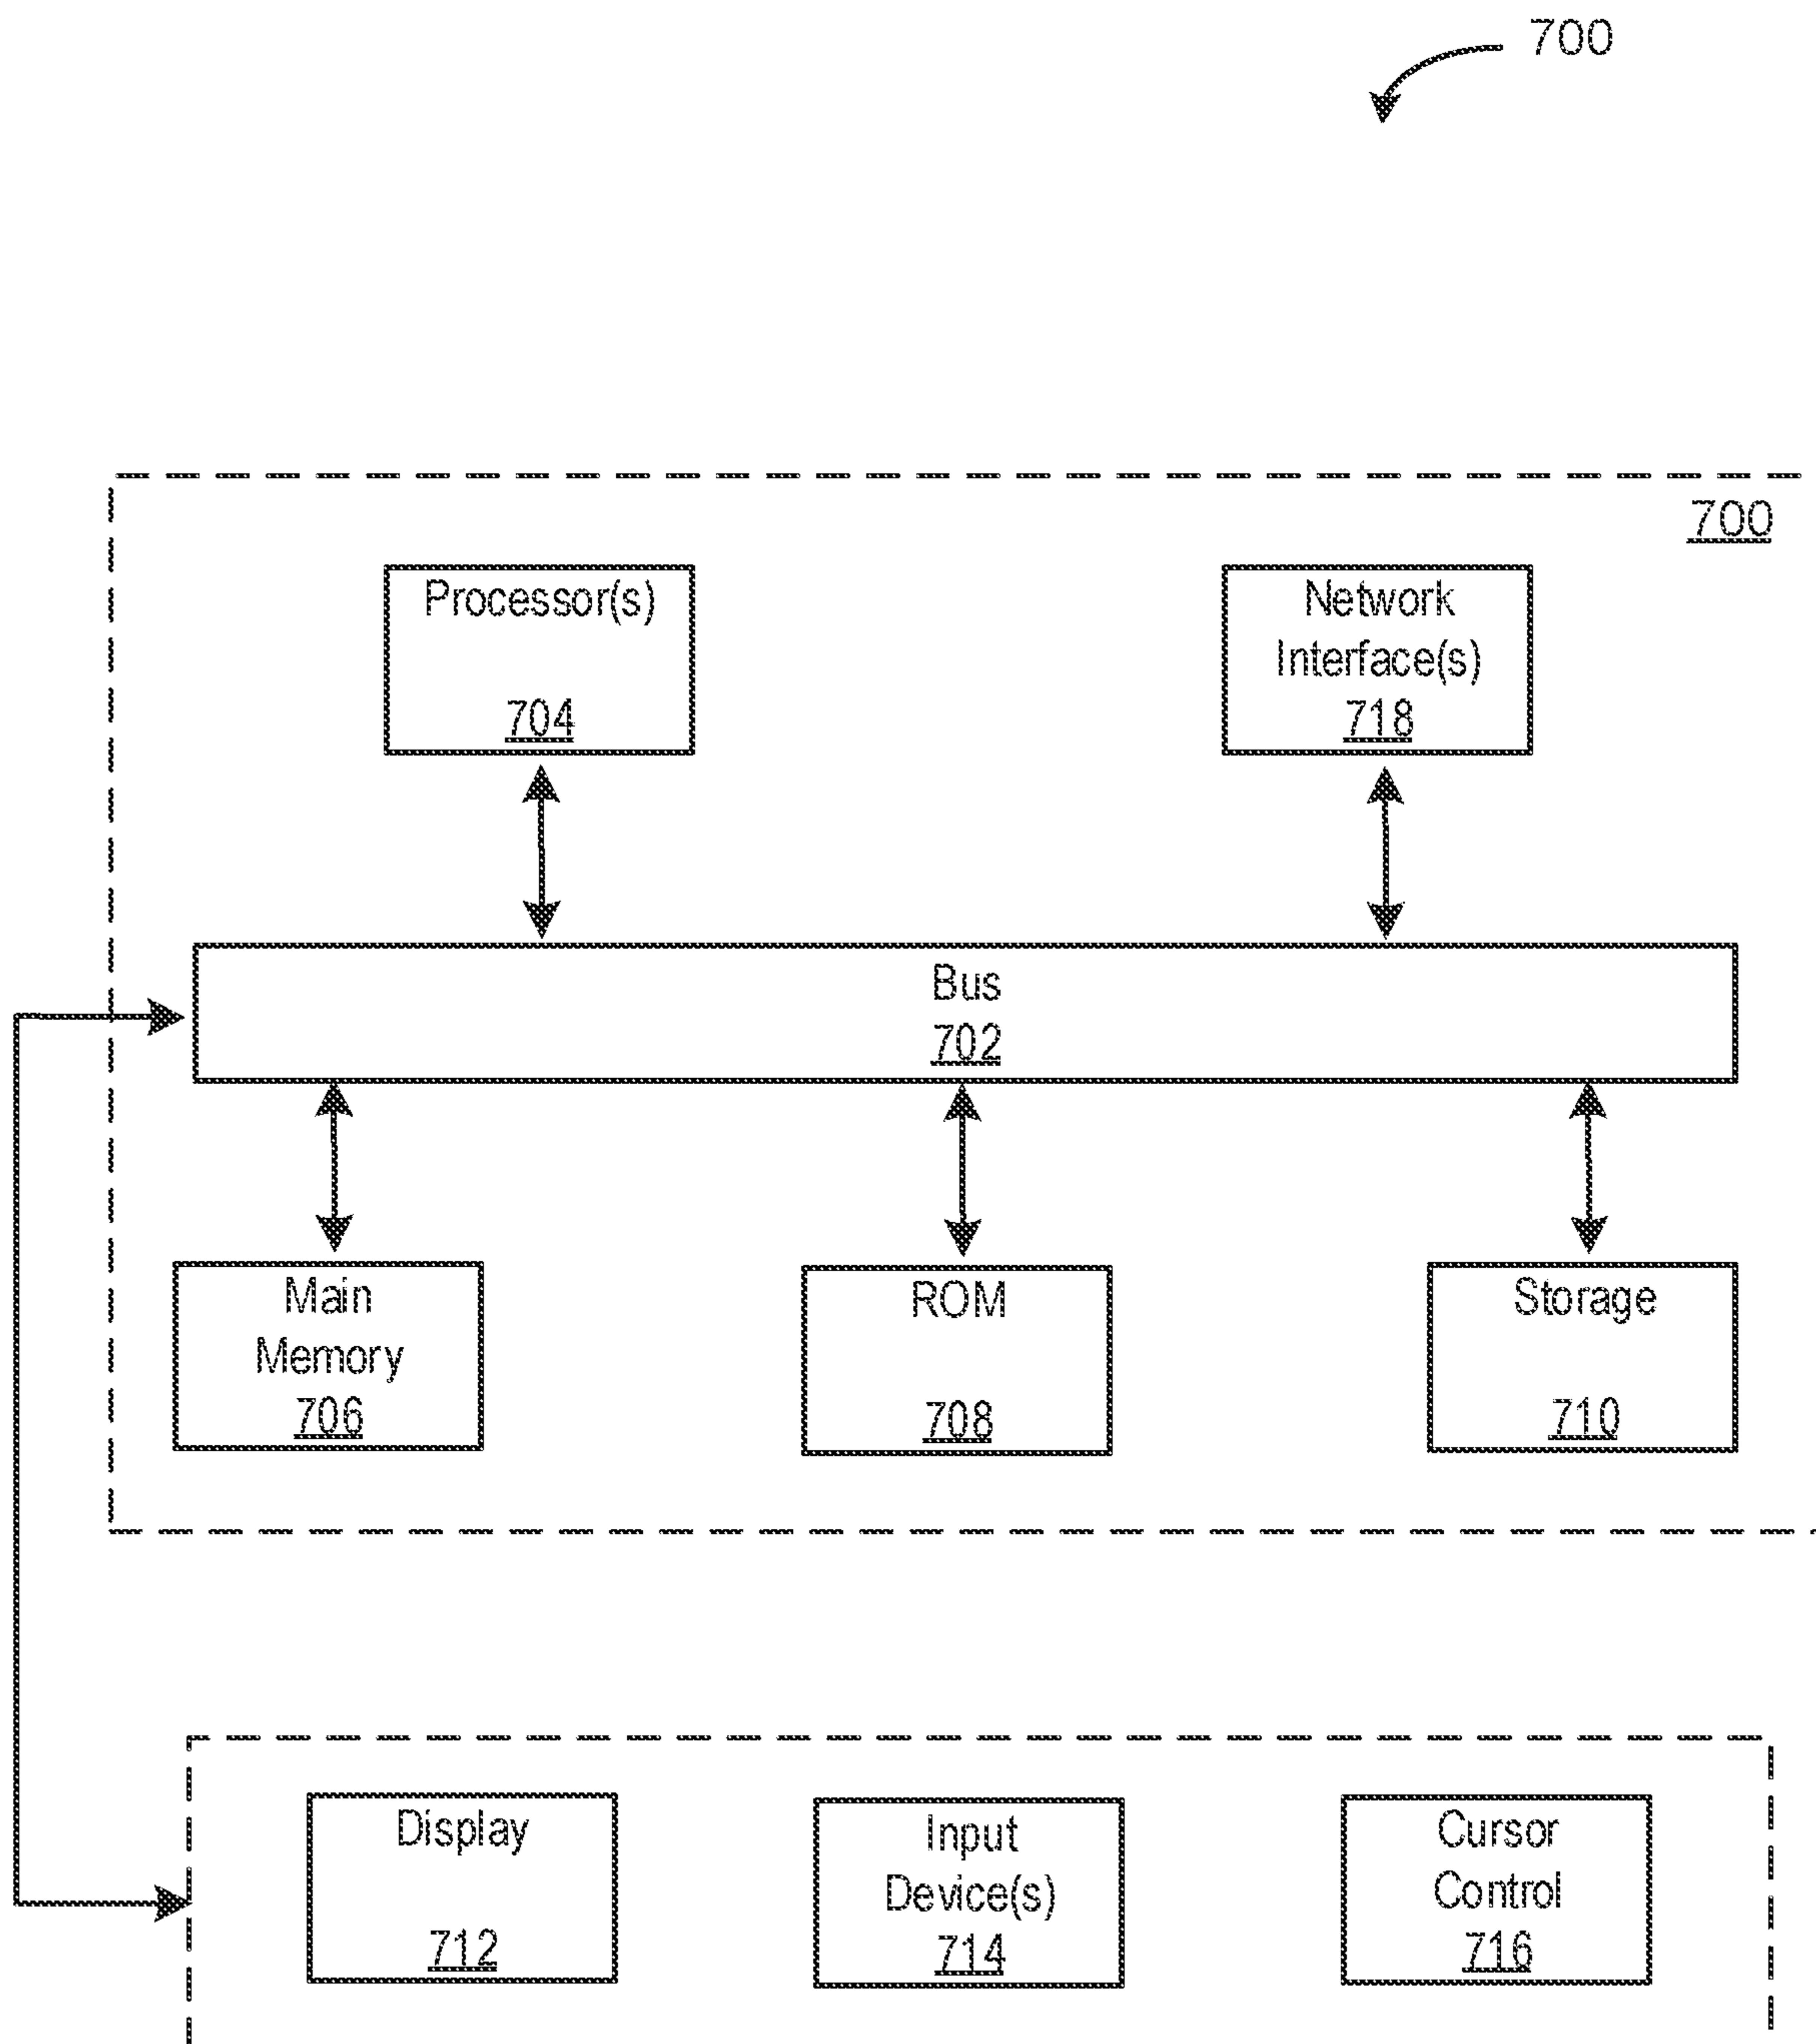 700
700
Processor(s)
704
Network
Interface(s)
718
Bus
702
Main
Memory
706
ROM
708
Storage
710
Display
712
Input
Device(s)
714
Cursor
Control
716